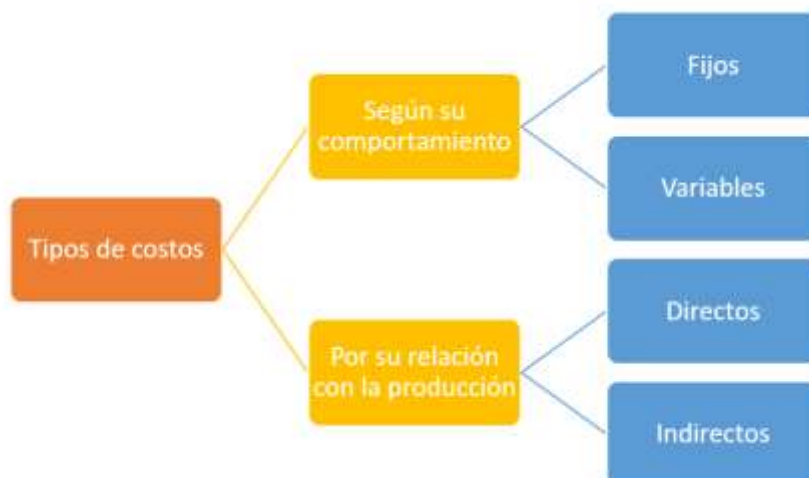 Tipos de costos
Según su
comportamiento
Fijos
Variables
Por su relación
con la producción
Directos
Indirectos